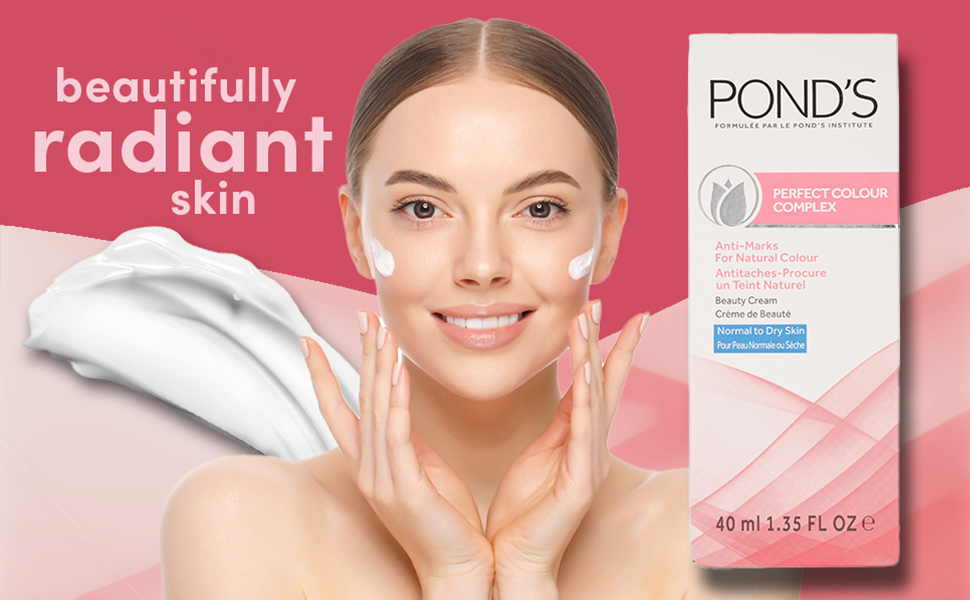 beautifully
radiant
skin
POND'S
FORMULÉE PAR LE POND'S INSTITUTE
PERFECT COLOUR
COMPLEX
Anti-Marks
For Natural Colour
Antitaches-Procure
un Teint Naturel
Beauty Cream
Crème de Beauté
Normal to Dry Skin
Pour Peau Normale ou Sèche
40 ml 1.35 FL OZ ℮